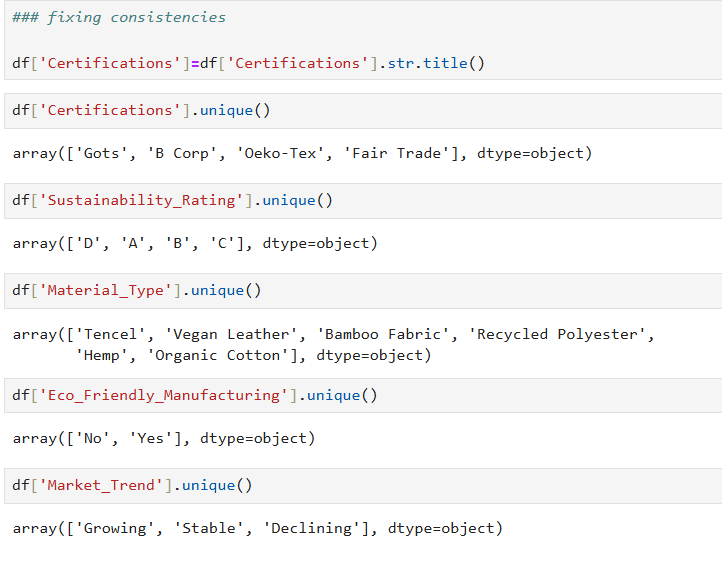 ### fixing consistencies
df['Certifications']=df['Certifications'].str.title()
df['Certifications'].unique()
array(['Gots', 'B Corp', 'Oeko-Tex', 'Fair Trade'], dtype=object)
df['Sustainability_Rating'].unique()
array(['D', 'A', 'B', 'C'], dtype=object)
df['Material_Type'].unique()
array(['Tencel', 'Vegan Leather', 'Bamboo Fabric', 'Recycled Polyester',
       'Hemp', 'Organic Cotton'], dtype=object)
df['Eco_Friendly_Manufacturing'].unique()
array(['No', 'Yes'], dtype=object)
df['Market_Trend'].unique()
array(['Growing', 'Stable', 'Declining'], dtype=object)